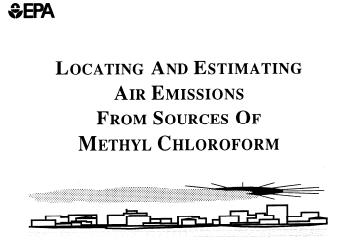 EPA
LOCATING AND ESTIMATING
AIR EMISSIONS
FROM SOURCES OF
METHYL CHLOROFORM